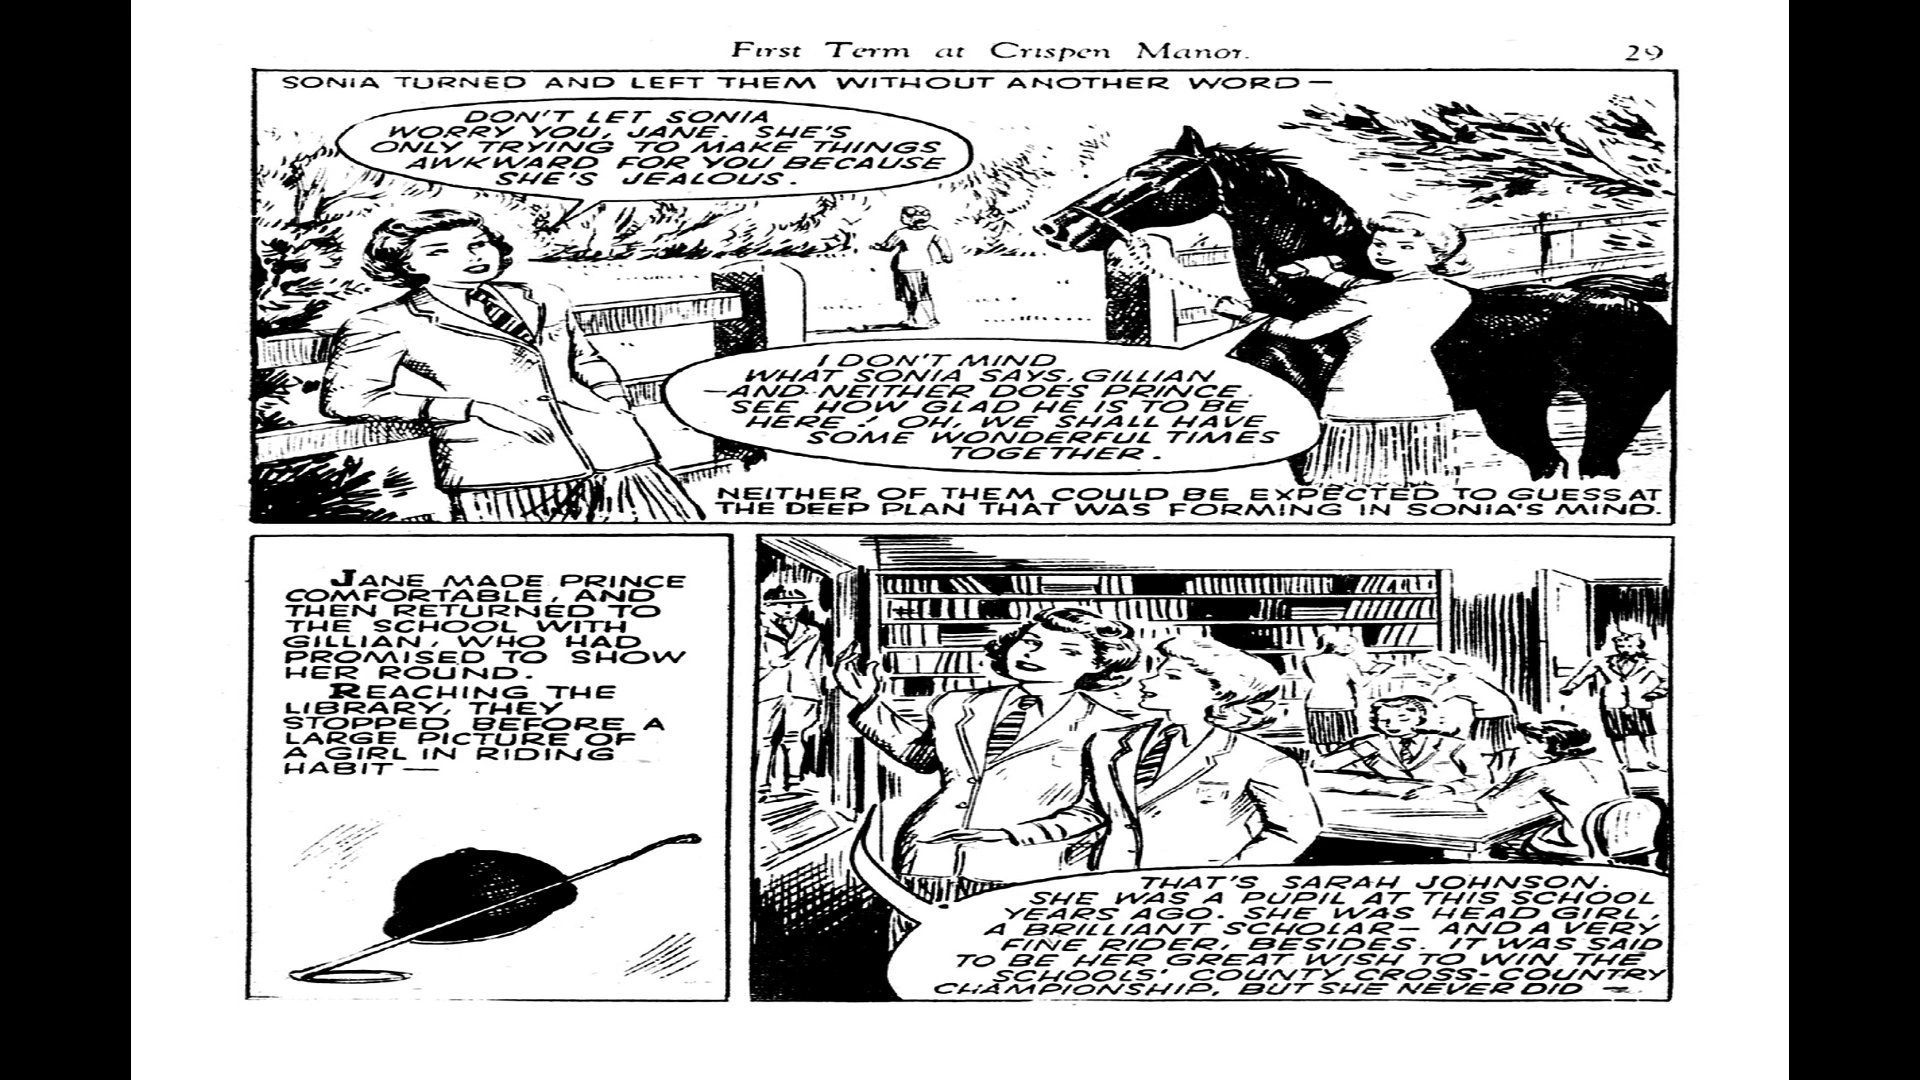 First Term at Crispen Manor.
29
SONIA TURNED AND LEFT THEM WITHOUT ANOTHER WORD—
DON'T LET SONIA
WORRY YOU, JANE. SHE'S
ONLY TRYING TO MAKE THINGS
AWKWARD FOR YOU BECAUSE
SHE'S JEALOUS.
I DON'T MIND
WHAT SONIA SAYS, GILLIAN
—AND NEITHER DOES PRINCE.
SEE HOW GLAD HE IS TO BE
HERE! OH, WE SHALL HAVE
SOME WONDERFUL TIMES
TOGETHER.
NEITHER OF THEM COULD BE EXPECTED TO GUESS AT
THE DEEP PLAN THAT WAS FORMING IN SONIA'S MIND.
JANE MADE PRINCE
COMFORTABLE, AND
THEN RETURNED TO
THE SCHOOL WITH
GILLIAN, WHO HAD
PROMISED TO SHOW
HER ROUND.
REACHING THE
LIBRARY, THEY
STOPPED BEFORE A
LARGE PICTURE OF
A GIRL IN RIDING
HABIT—
THAT'S SARAH JOHNSON.
SHE WAS A PUPIL AT THIS SCHOOL
YEARS AGO. SHE WAS HEAD GIRL,
A BRILLIANT SCHOLAR— AND A VERY
FINE RIDER, BESIDES. IT WAS SAID
TO BE HER GREAT WISH TO WIN THE
SCHOOLS' COUNTY CROSS-COUNTRY
CHAMPIONSHIP, BUT SHE NEVER DID —